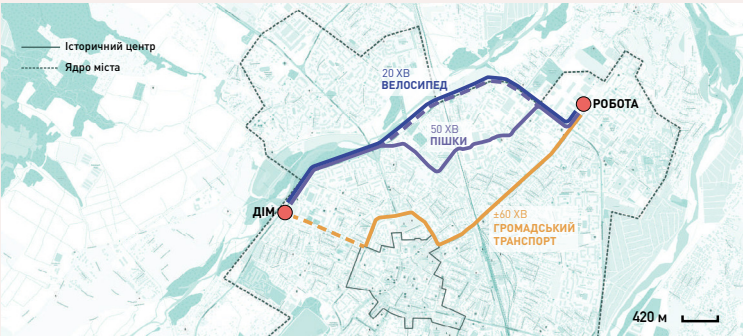 Історичний центр
Ядро міста
20 ХВ
ВЕЛОСИПЕД
РОБОТА
50 ХВ
ПІШКИ
ДІМ
±60 ХВ
ГРОМАДСЬКИЙ
ТРАНСПОРТ
420 м